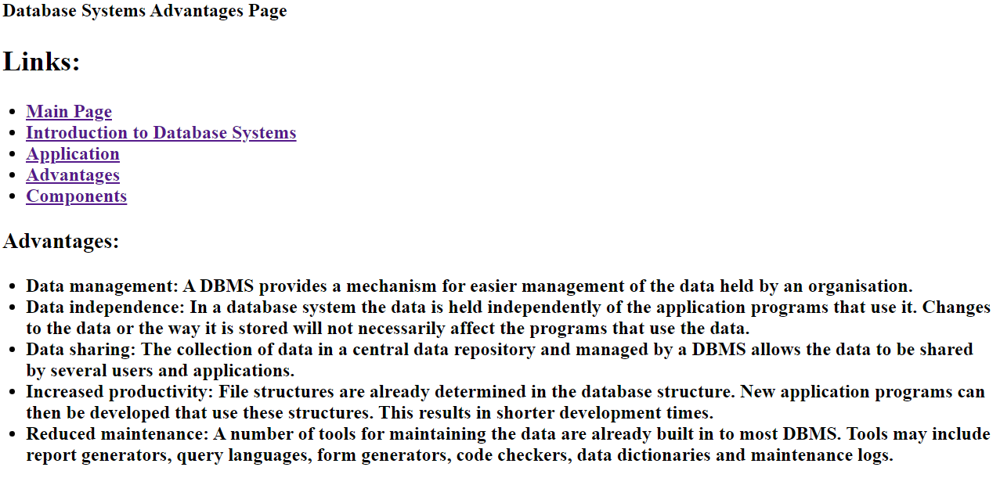 Database Systems Advantages Page
Links:
Main Page
Introduction to Database Systems
Application
Advantages
Components
Advantages:
Data management: A DBMS provides a mechanism for easier management of the data held by an organisation.
Data independence: In a database system the data is held independently of the application programs that use it. Changes
to the data or the way it is stored will not necessarily affect the programs that use the data.
Data sharing: The collection of data in a central data repository and managed by a DBMS allows the data to be shared
by several users and applications.
Increased productivity: File structures are already determined in the database structure. New application programs can
then be developed that use these structures. This results in shorter development times.
Reduced maintenance: A number of tools for maintaining the data are already built in to most DBMS. Tools may include
report generators, query languages, form generators, code checkers, data dictionaries and maintenance logs.